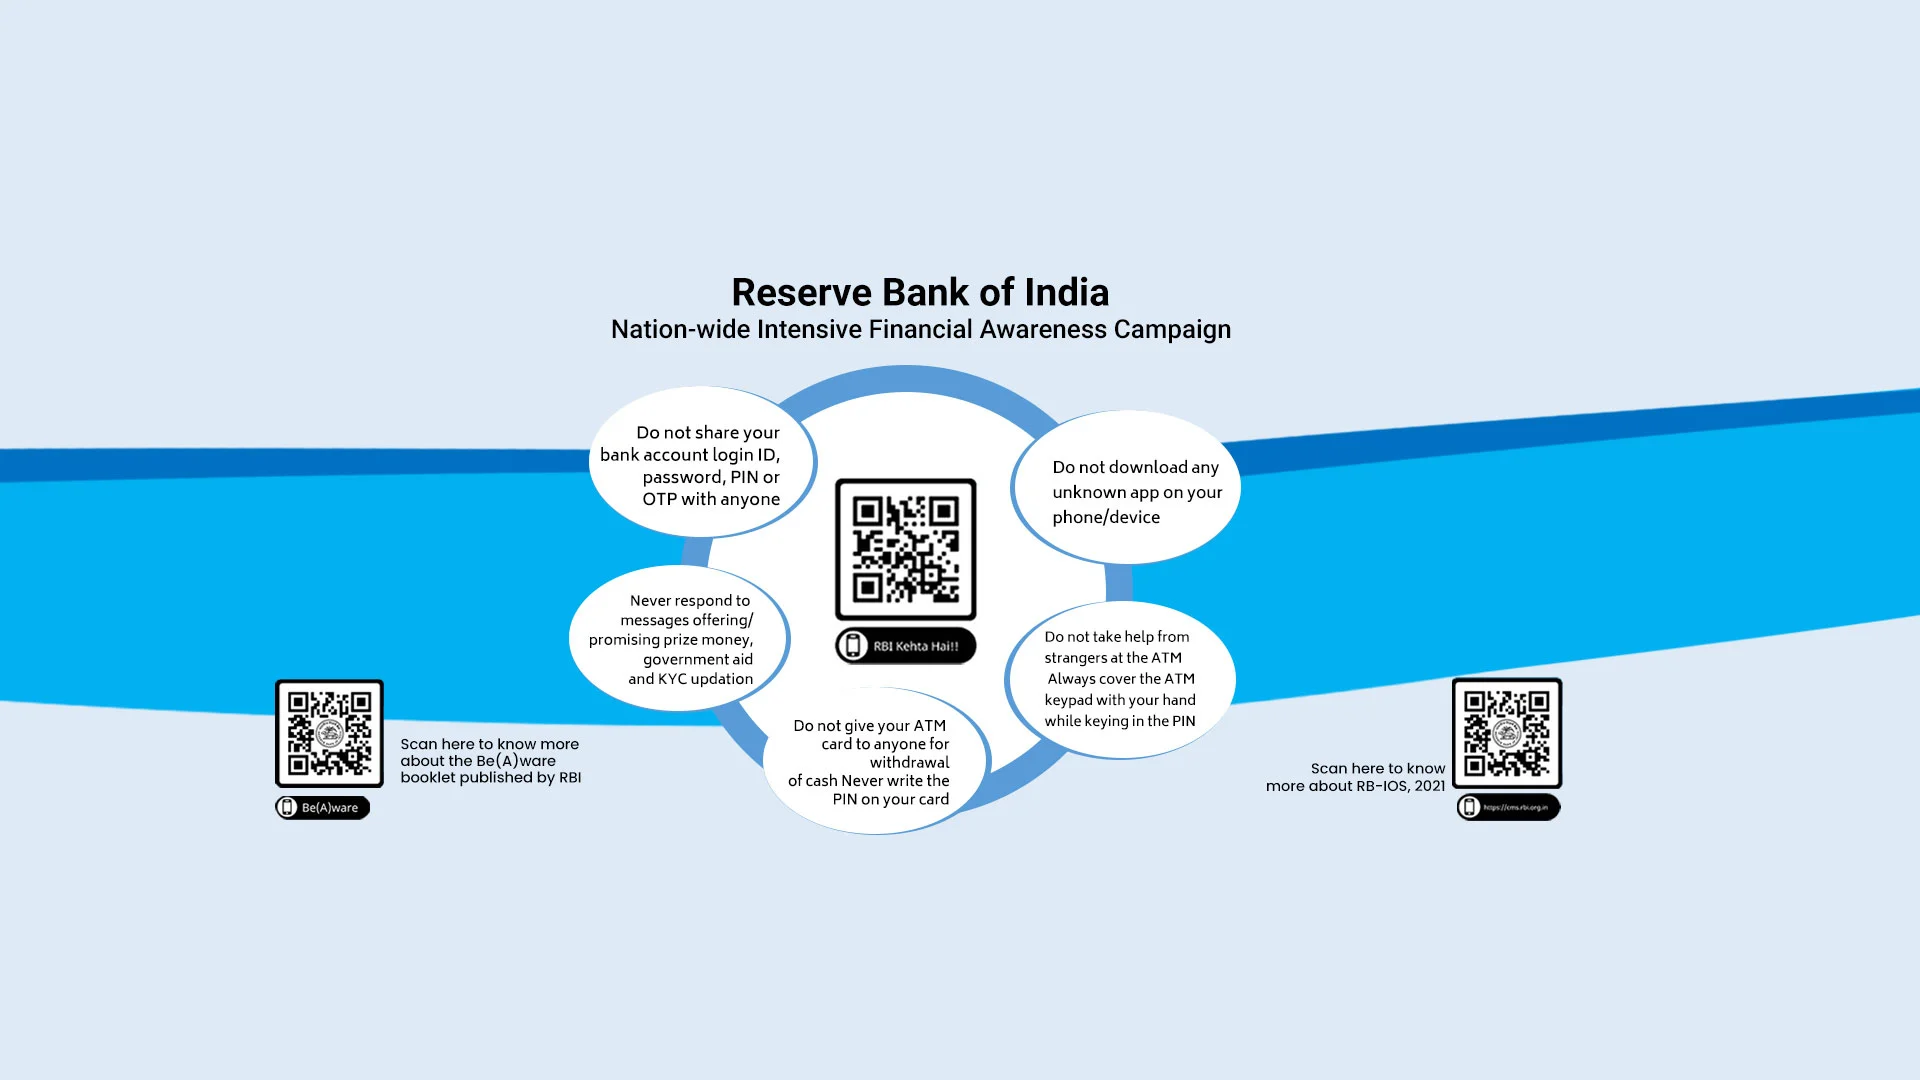 Reserve Bank of India
Nation-wide Intensive Financial Awareness Campaign
Do not share your
bank account login ID,
password, PIN or
OTP with anyone
Do not download any
unknown app on your
phone/device
Never respond to
messages offering/
promising prize money,
government aid
and KYC updation
RBI Kehta Hai!!
Do not take help from
strangers at the ATM
Always cover the ATM
keypad with your hand
while keying in the PIN
Do not give your ATM
card to anyone for
withdrawal
of cash Never write the
PIN on your card
Scan here to know more
about the Be(A)ware
booklet published by RBI
Be(A)ware
Scan here to know
more about RB-IOS, 2021
https://cms.rbi.org.in